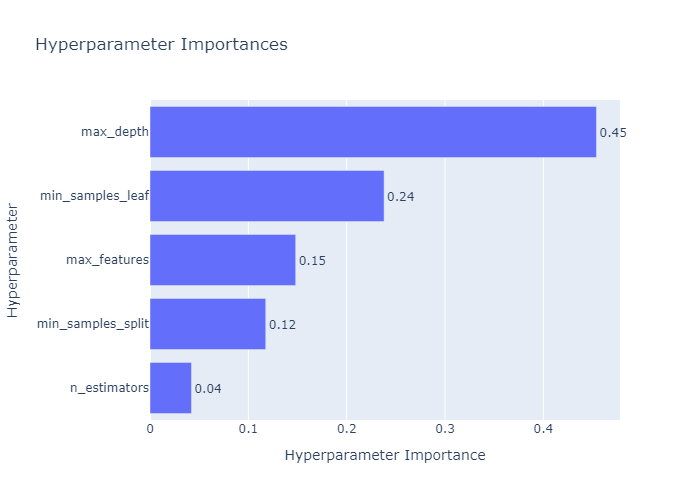 Hyperparameter Importances
Hyperparameter
max_depth
0.45
min_samples_leaf
0.24
max_features
0.15
min_samples_split
0.12
n_estimators
0.04
0
0.1
0.2
0.3
0.4
Hyperparameter Importance